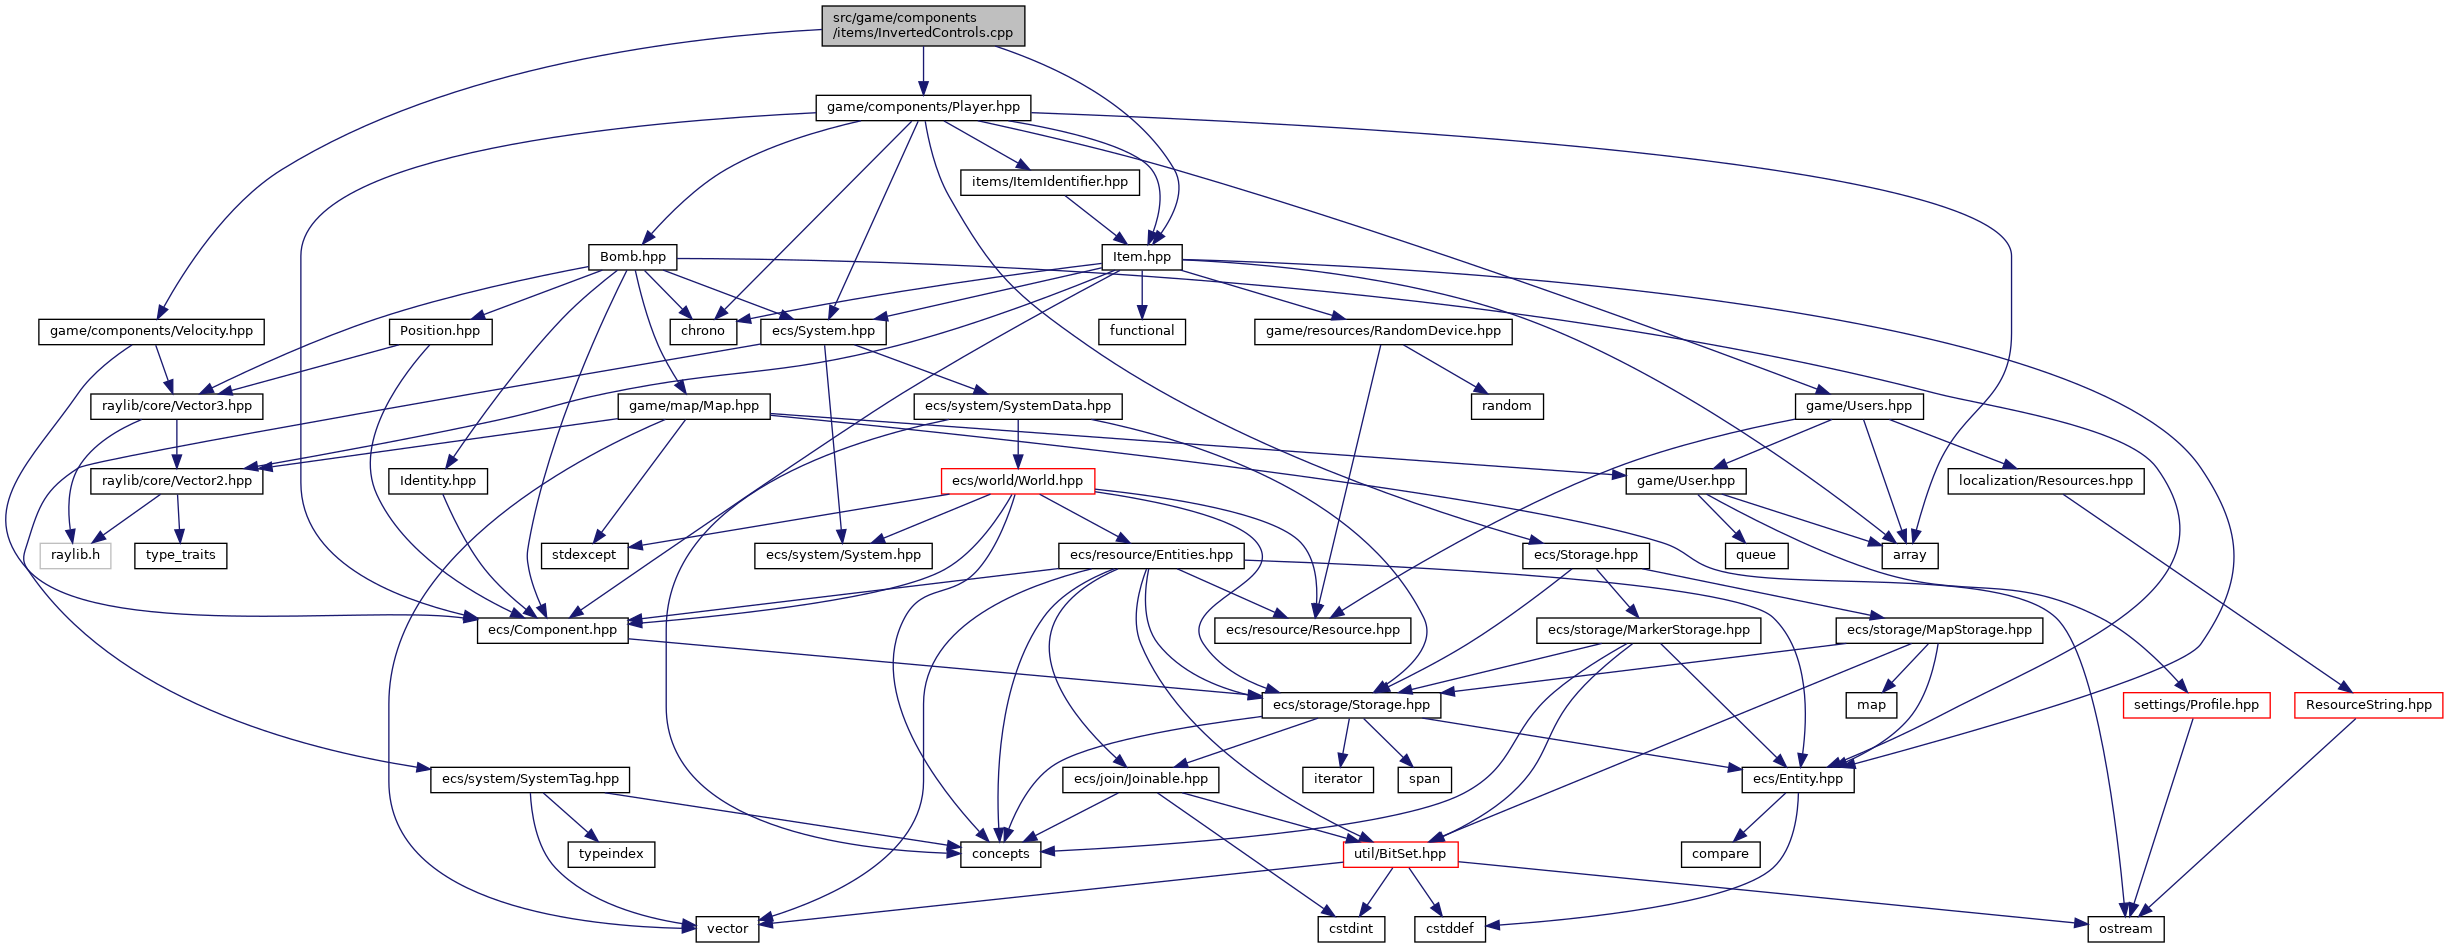 src/game/components
/items/InvertedControls.cpp
game/components/Player.hpp
items/ItemIdentifier.hpp
Bomb.hpp
Item.hpp
game/components/Velocity.hpp
Position.hpp
chrono
ecs/System.hpp
functional
game/resources/RandomDevice.hpp
raylib/core/Vector3.hpp
game/map/Map.hpp
ecs/system/SystemData.hpp
random
game/Users.hpp
raylib/core/Vector2.hpp
Identity.hpp
ecs/world/World.hpp
game/User.hpp
localization/Resources.hpp
raylib.h
type_traits
stdexcept
ecs/system/System.hpp
ecs/resource/Entities.hpp
ecs/Storage.hpp
queue
array
ecs/Component.hpp
ecs/resource/Resource.hpp
ecs/storage/MarkerStorage.hpp
ecs/storage/MapStorage.hpp
ecs/storage/Storage.hpp
map
settings/Profile.hpp
ResourceString.hpp
ecs/system/SystemTag.hpp
ecs/join/Joinable.hpp
iterator
span
ecs/Entity.hpp
typeindex
concepts
util/BitSet.hpp
compare
vector
cstdint
cstddef
ostream